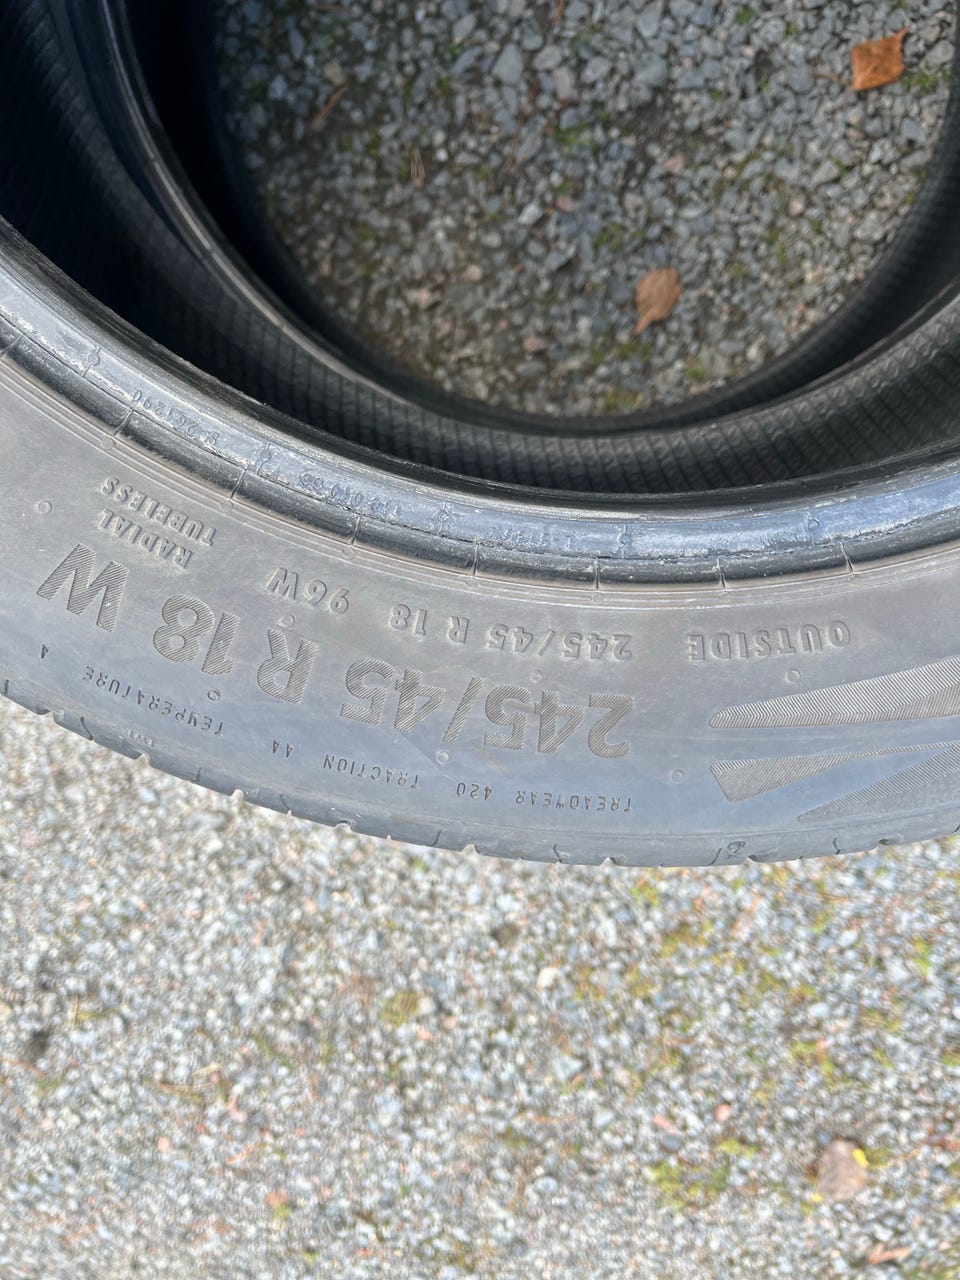 OUTSIDE
245/45 R 18 96W
245/45 R 18 W
RADIAL
TUBELESS
TREADWEAR 420 TRACTION AA TEMPERATURE A